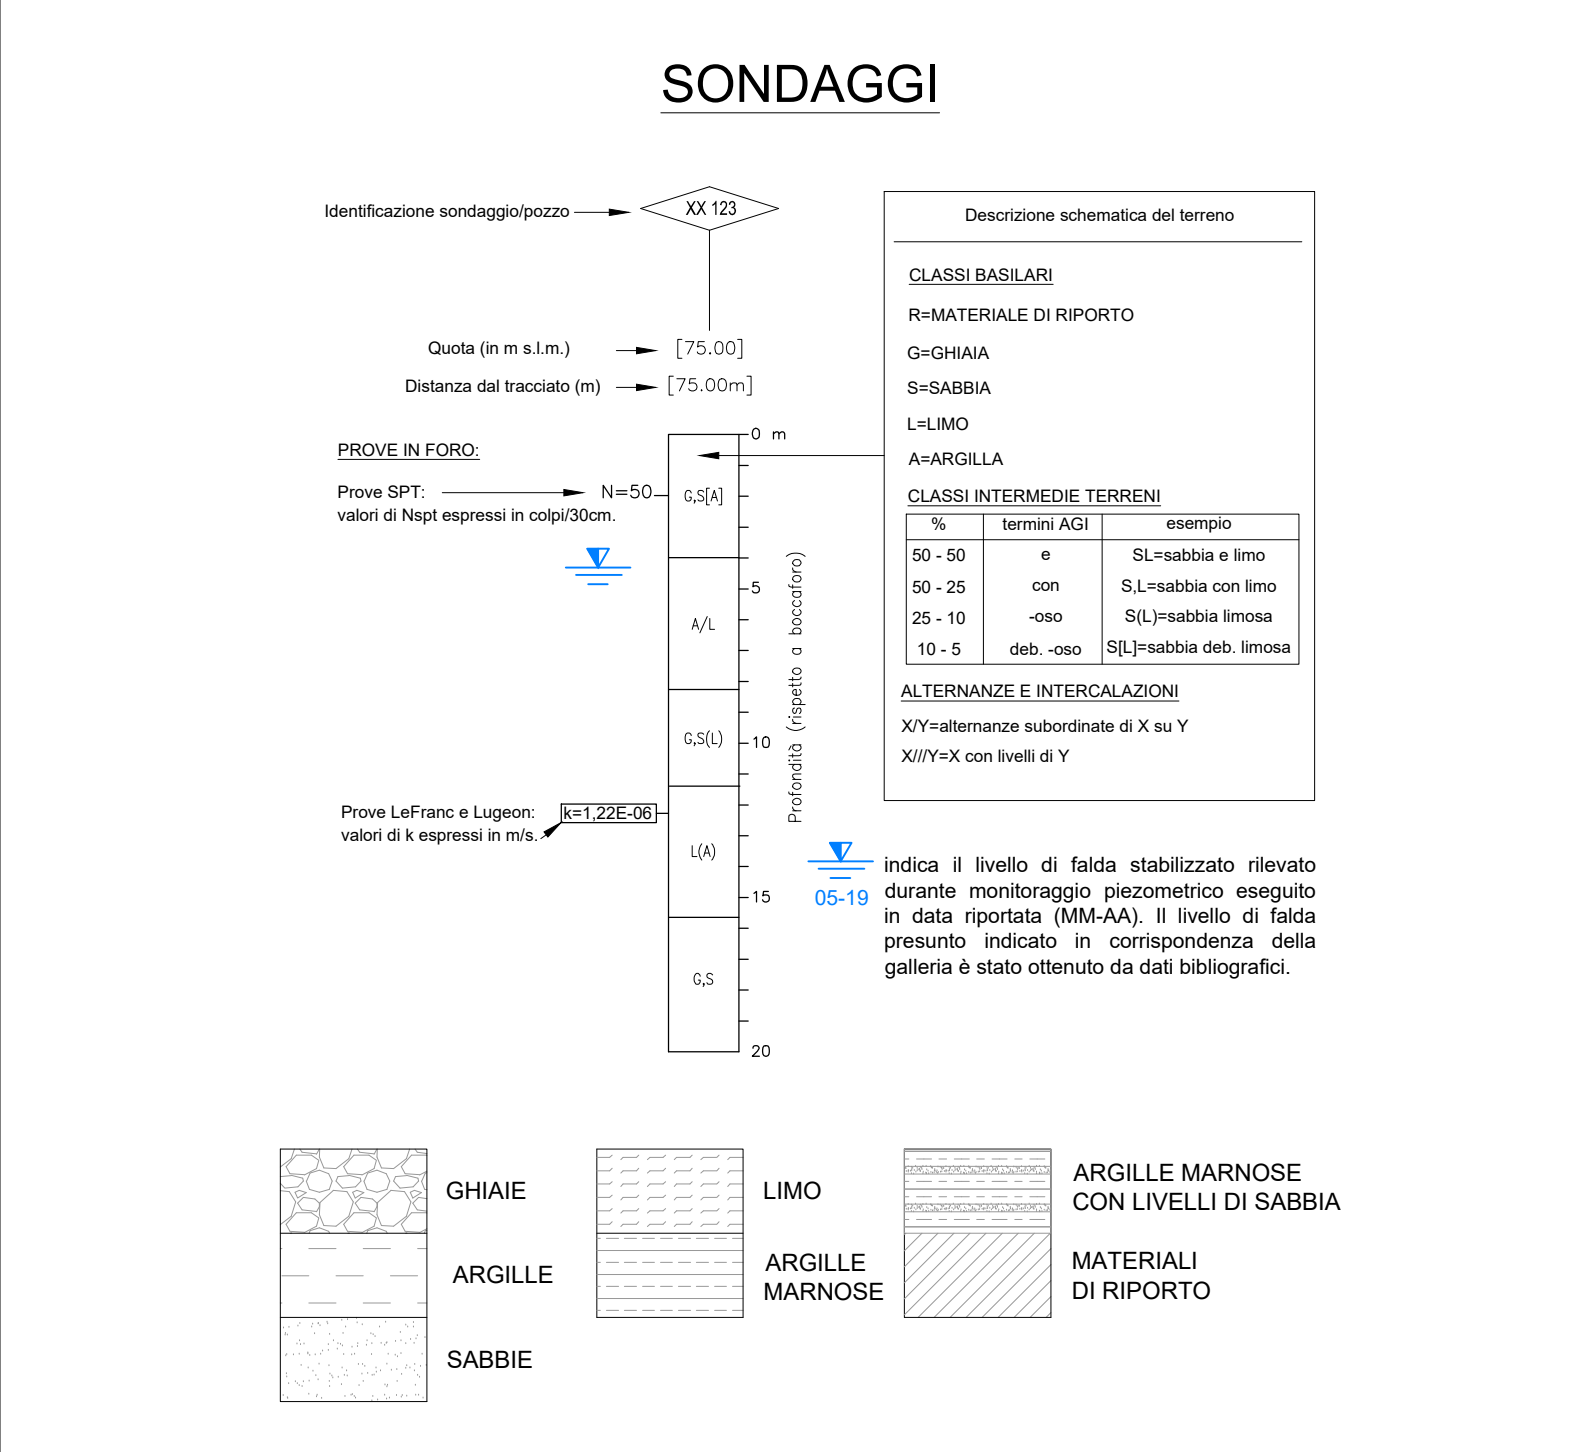 SONDAGGI
Identificazione sondaggio/pozzo
XX 123
Quota (in m s.l.m.)
[75.00]
Distanza dal tracciato (m)
[75.00m]
PROVE IN FORO:
Prove SPT:
valori di Nspt espressi in colpi/30cm.
N=50
Prove LeFranc e Lugeon:
valori di k espressi in m/s.
k=1,22E-06
G,S[A]
A/L
G,S(L)
L(A)
G,S
0 m
5
10
15
20
Profondità (rispetto a boccaforo)
Descrizione schematica del terreno
CLASSI BASILARI
R=MATERIALE DI RIPORTO
G=GHIAIA
S=SABBIA
L=LIMO
A=ARGILLA
CLASSI INTERMEDIE TERRENI
% termini AGI esempio
50 - 50 e SL=sabbia e limo
50 - 25 con S,L=sabbia con limo
25 - 10 -oso S(L)=sabbia limosa
10 - 5 deb. -oso S[L]=sabbia deb. limosa
ALTERNANZE E INTERCALAZIONI
X/Y=alternanze subordinate di X su Y
X///Y=X con livelli di Y
05-19
indica il livello di falda stabilizzato rilevato
durante monitoraggio piezometrico eseguito
in data riportata (MM-AA). Il livello di falda
presunto indicato in corrispondenza della
galleria è stato ottenuto da dati bibliografici.
GHIAIE
ARGILLE
SABBIE
LIMO
ARGILLE
MARNOSE
ARGILLE MARNOSE
CON LIVELLI DI SABBIA
MATERIALI
DI RIPORTO